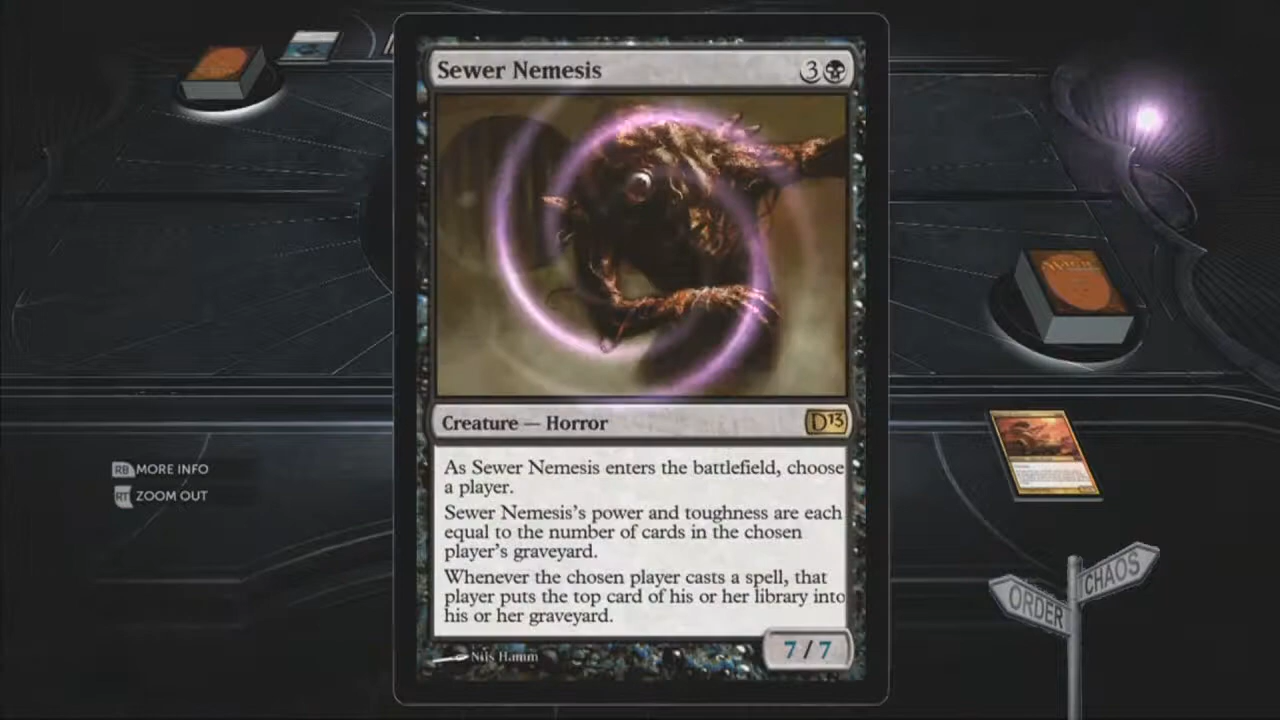 Sewer Nemesis 3
Creature — Horror D13
As Sewer Nemesis enters the battlefield, choose
a player.
Sewer Nemesis's power and toughness are each
equal to the number of cards in the chosen
player's graveyard.
Whenever the chosen player casts a spell, that
player puts the top card of his or her library into
his or her graveyard.
7 / 7
Nils Hamm
RB MORE INFO
RT ZOOM OUT
MAGIC
ORDER
CHAOS